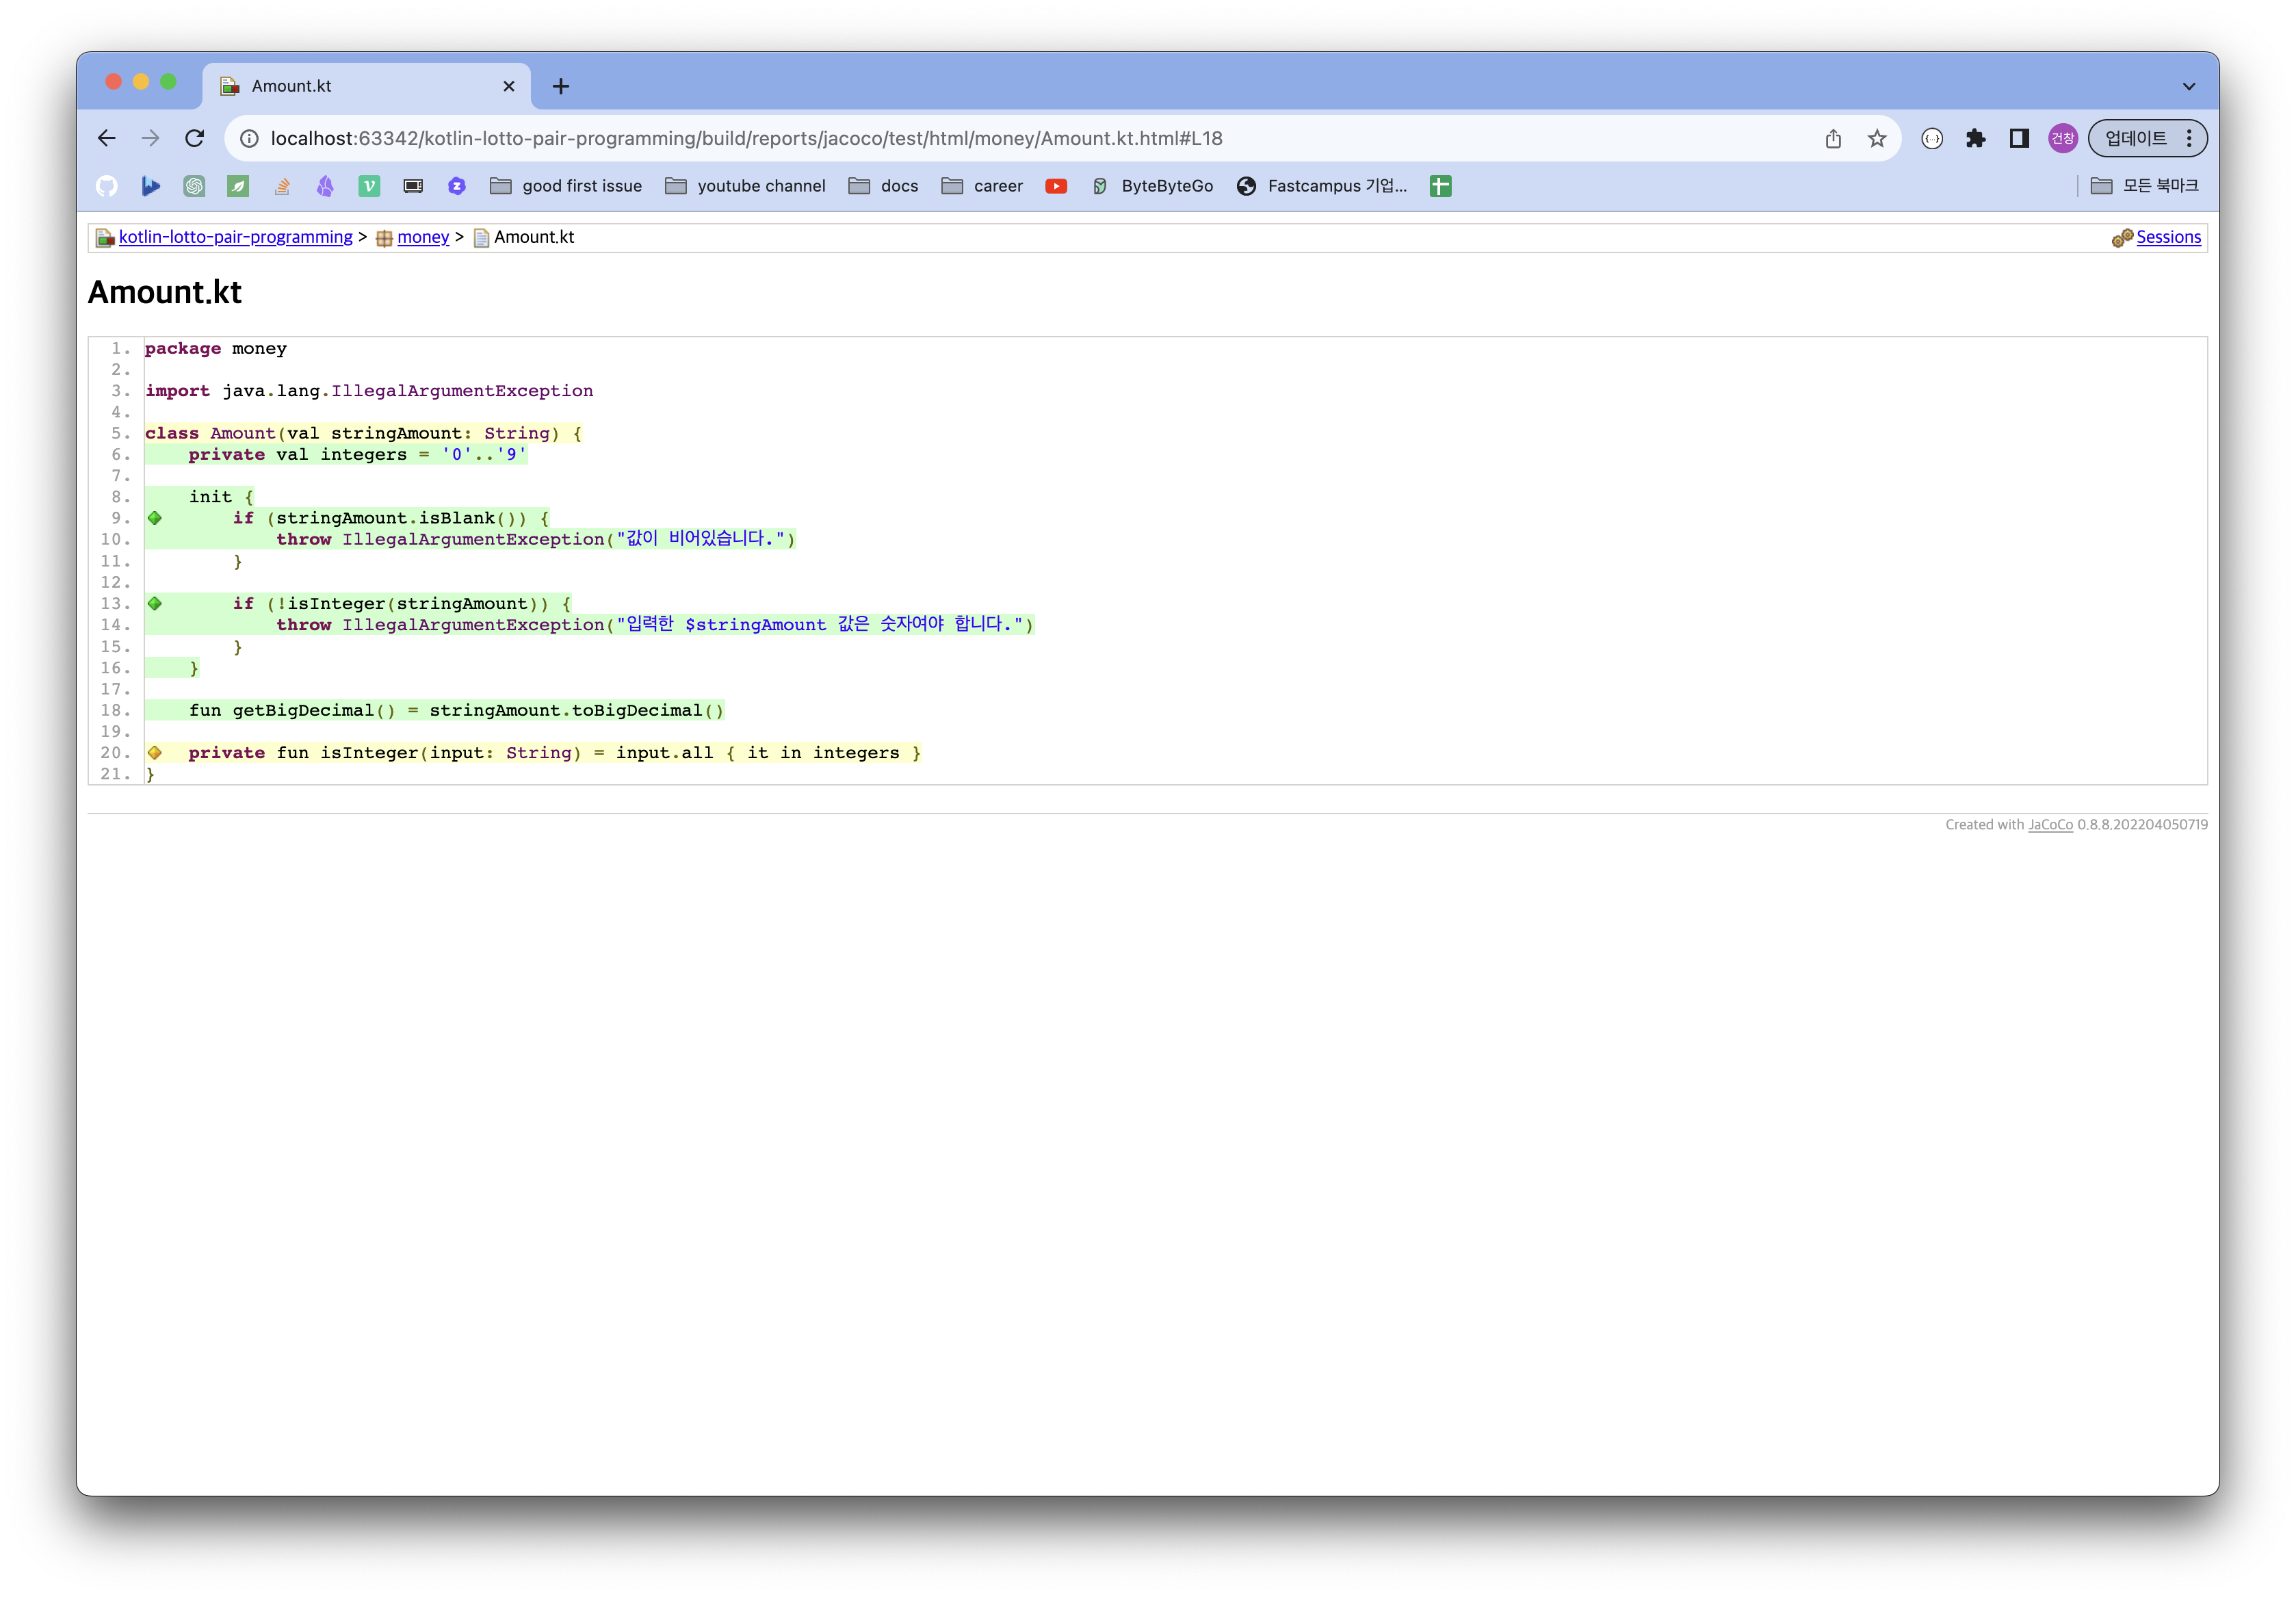 Amount.kt
localhost:63342/kotlin-lotto-pair-programming/build/reports/jacoco/test/html/money/Amount.kt.html#L18
건창
업데이트
good first issue
youtube channel
docs
career
ByteByteGo
Fastcampus 기업...
모든 북마크
kotlin-lotto-pair-programming > money > Amount.kt
Sessions
Amount.kt
1. package money
2.
3. import java.lang.IllegalArgumentException
4.
5. class Amount(val stringAmount: String) {
6.     private val integers = '0'..'9'
7.
8.     init {
9.         if (stringAmount.isBlank()) {
10.             throw IllegalArgumentException("값이 비어있습니다.")
11.         }
12.
13.         if (!isInteger(stringAmount)) {
14.             throw IllegalArgumentException("입력한 $stringAmount 값은 숫자여야 합니다.")
15.         }
16.     }
17.
18.     fun getBigDecimal() = stringAmount.toBigDecimal()
19.
20.     private fun isInteger(input: String) = input.all { it in integers }
21. }
Created with JaCoCo 0.8.8.202204050719